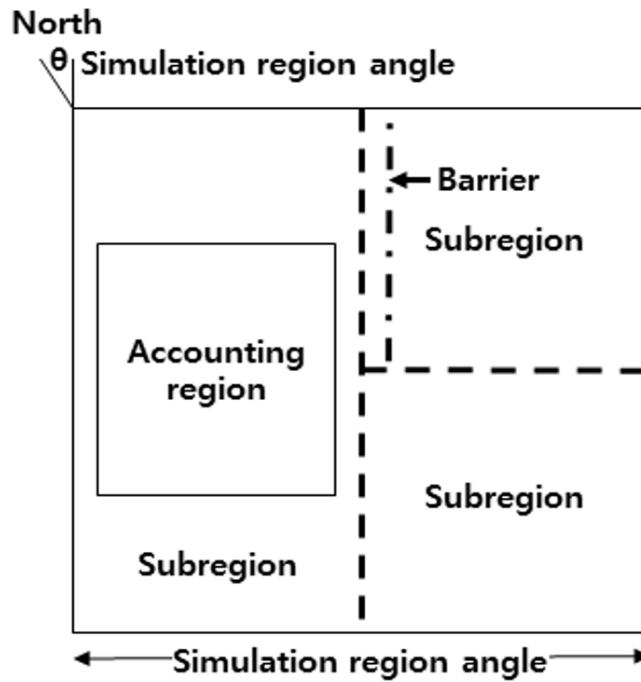 North
θ Simulation region angle
Barrier
Subregion
Accounting
region
Subregion
Subregion
Simulation region angle